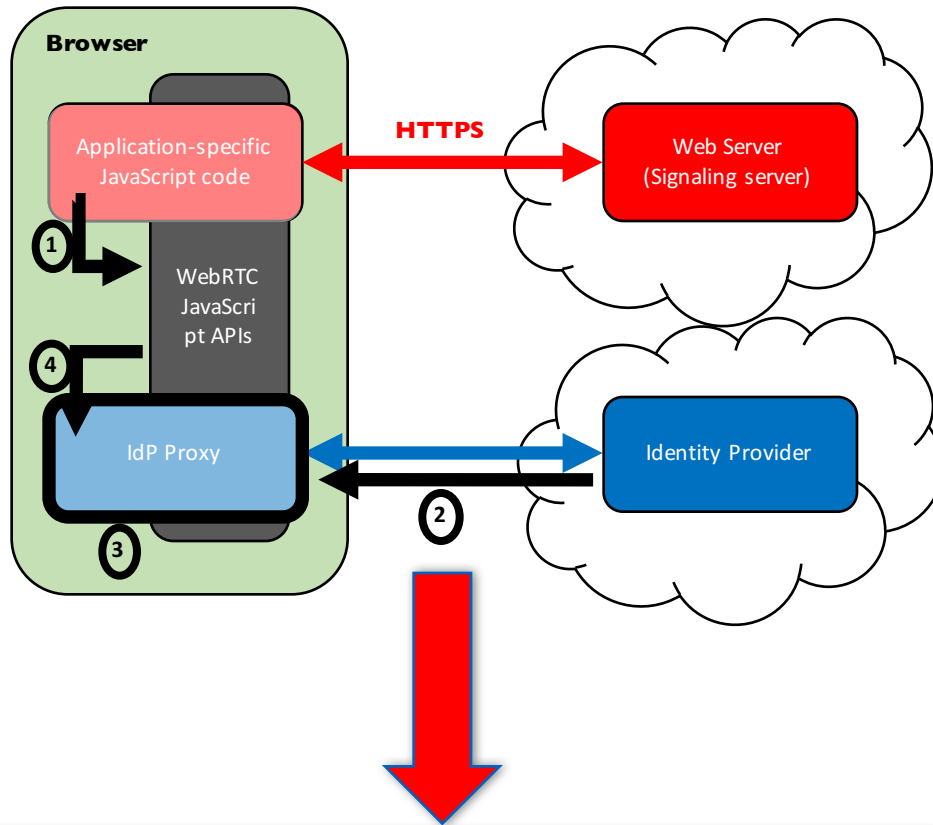 Browser
Application-specific
JavaScript code
HTTPS
Web Server
(Signaling server)
1
WebRTC
JavaScri
pt APIs
4
IdP Proxy
Identity Provider
2
3